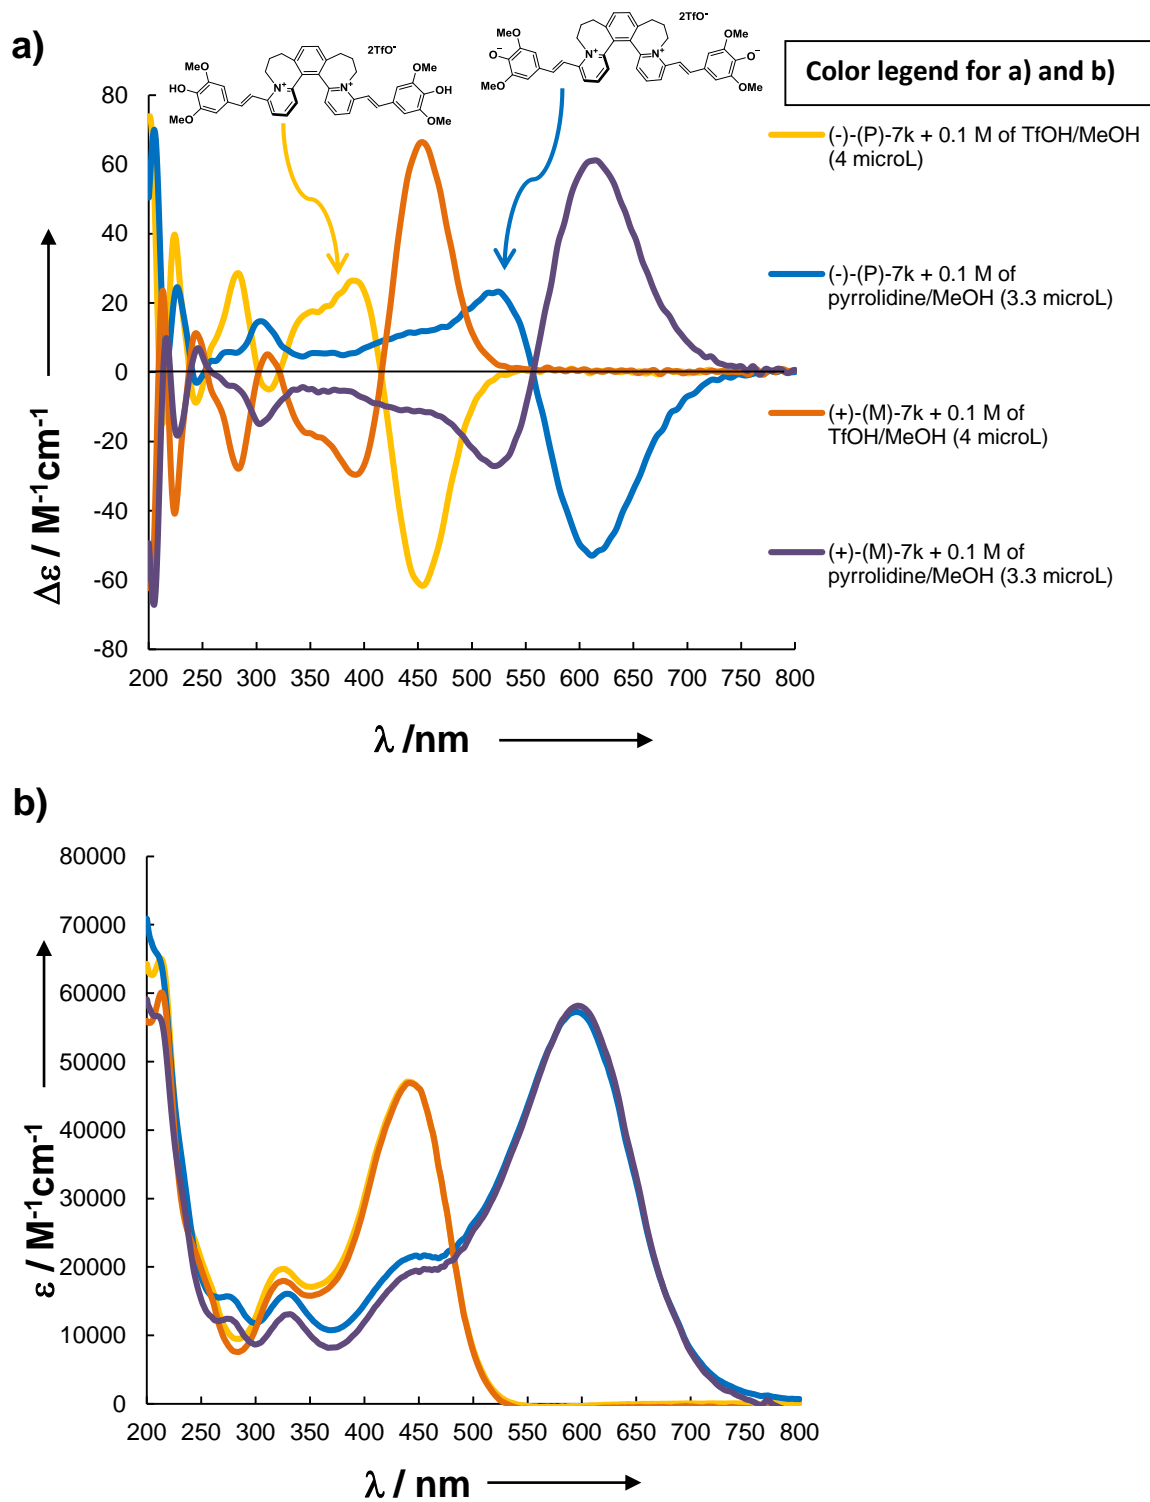 a)
2TfO-
2TfO-
OMe
HO
MeO
N+
N+
OMe
OH
OMe
MeO
O-
OMe
N+
N+
OMe
O-
OMe
Color legend for a) and b)
(-)-(P)-7k + 0.1 M of TfOH/MeOH
(4 microL)
(-)-(P)-7k + 0.1 M of
pyrrolidine/MeOH (3.3 microL)
(+)-(M)-7k + 0.1 M of
TfOH/MeOH (4 microL)
(+)-(M)-7k + 0.1 M of
pyrrolidine/MeOH (3.3 microL)
80
60
40
20
0
-20
-40
-60
-80
Δε / M-1cm-1
200 250 300 350 400 450 500 550 600 650 700 750 800
λ /nm
b)
80000
70000
60000
50000
40000
30000
20000
10000
0
ε / M-1cm-1
200 250 300 350 400 450 500 550 600 650 700 750 800
λ / nm